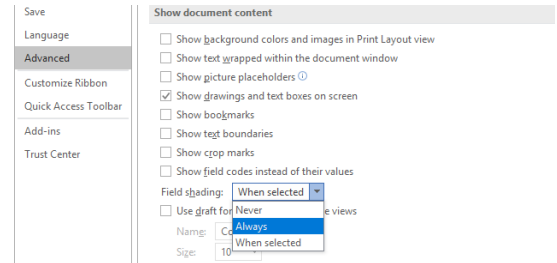 Save
Language
Advanced
Customize Ribbon
Quick Access Toolbar
Add-ins
Trust Center
Show document content
Show background colors and images in Print Layout view
Show text wrapped within the document window
Show picture placeholders
Show drawings and text boxes on screen
Show bookmarks
Show text boundaries
Show crop marks
Show field codes instead of their values
Field shading: When selected
Use draft for e views
Never
Always
When selected
Name: Co
Size: 10